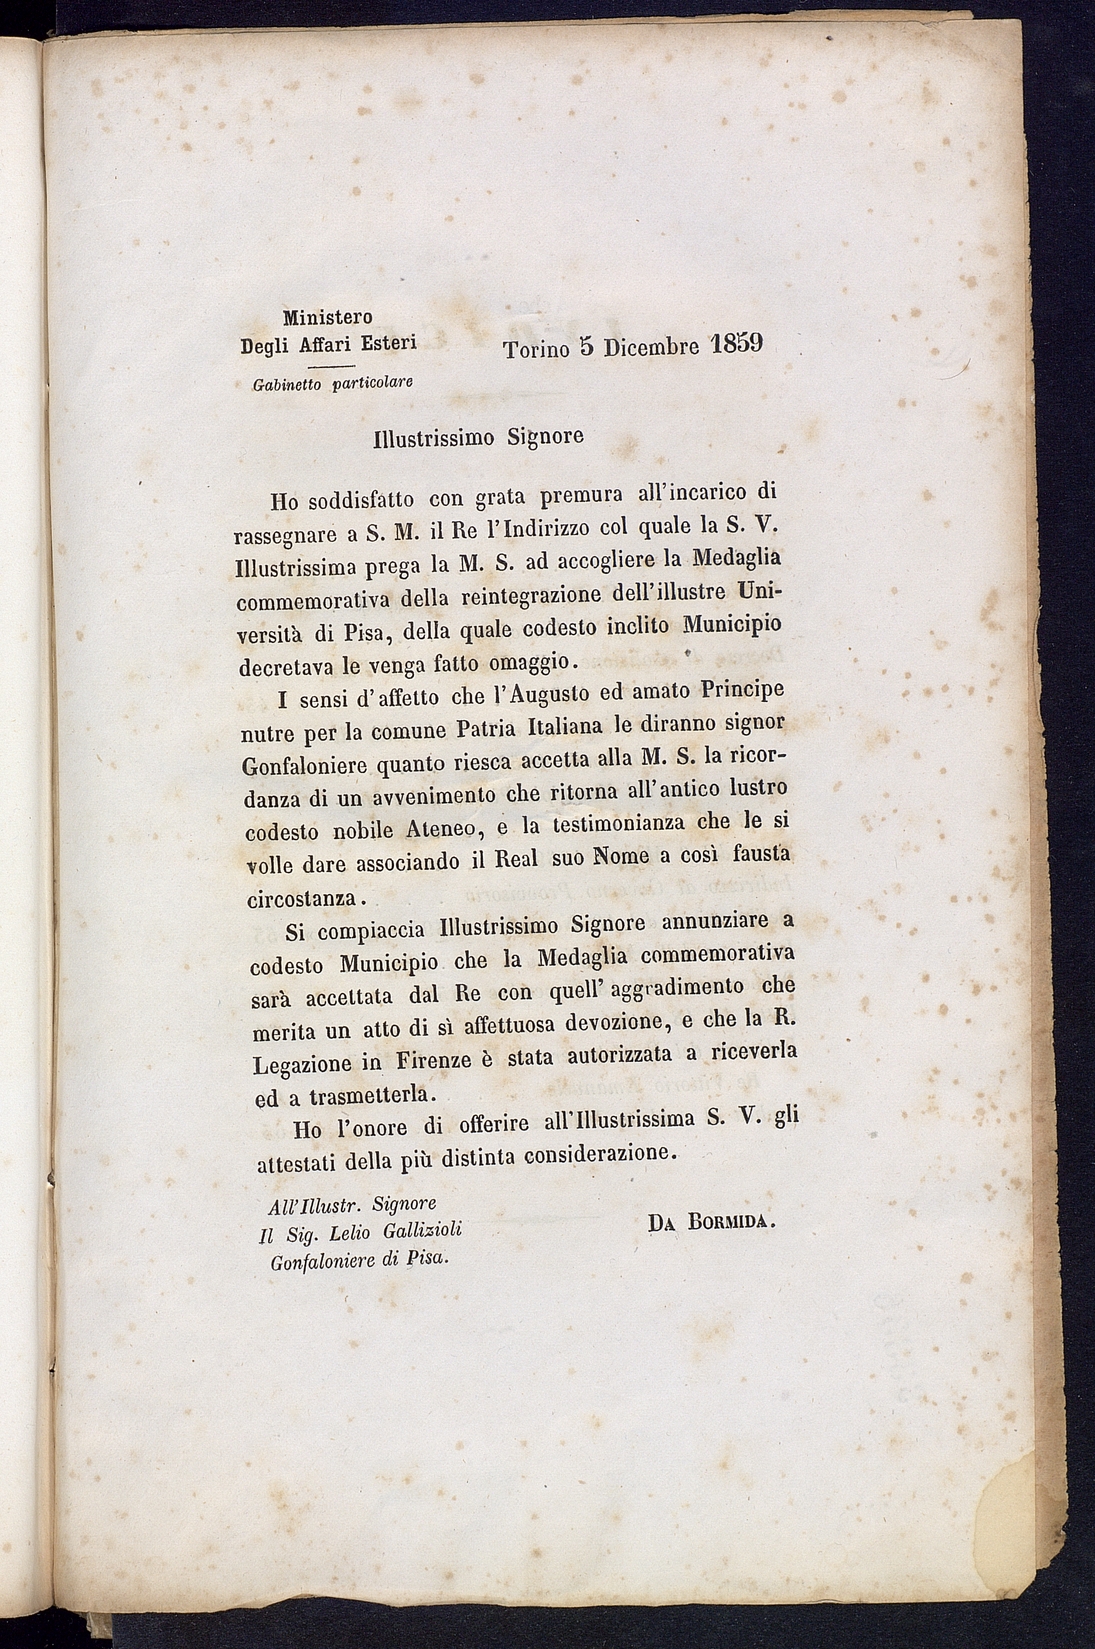 Ministero
Degli Affari Esteri
Gabinetto particolare
Torino 5 Dicembre 1859
Illustrissimo Signore
Ho soddisfatto con grata premura all'incarico di
rassegnare a S. M. il Re l'Indirizzo col quale la S. V.
Illustrissima prega la M. S. ad accogliere la Medaglia
commemorativa della reintegrazione dell'illustre Uni-
versità di Pisa, della quale codesto inclito Municipio
decretava le venga fatto omaggio.
I sensi d'affetto che l'Augusto ed amato Principe
nutre per la comune Patria Italiana le diranno signor
Gonfaloniere quanto riesca accetta alla M. S. la ricor-
danza di un avvenimento che ritorna all'antico lustro
codesto nobile Ateneo, e la testimonianza che le si
volle dare associando il Real suo Nome a così fausta
circostanza.
Si compiaccia Illustrissimo Signore annunziare a
codesto Municipio che la Medaglia commemorativa
sarà accettata dal Re con quell' aggradimento che
merita un atto di sì affettuosa devozione, e che la R.
Legazione in Firenze è stata autorizzata a riceverla
ed a trasmetterla.
Ho l'onore di offerire all'Illustrissima S. V. gli
attestati della più distinta considerazione.
All'Illustr. Signore
Il Sig. Lelio Gallizioli
Gonfaloniere di Pisa.
DA BORMIDA.